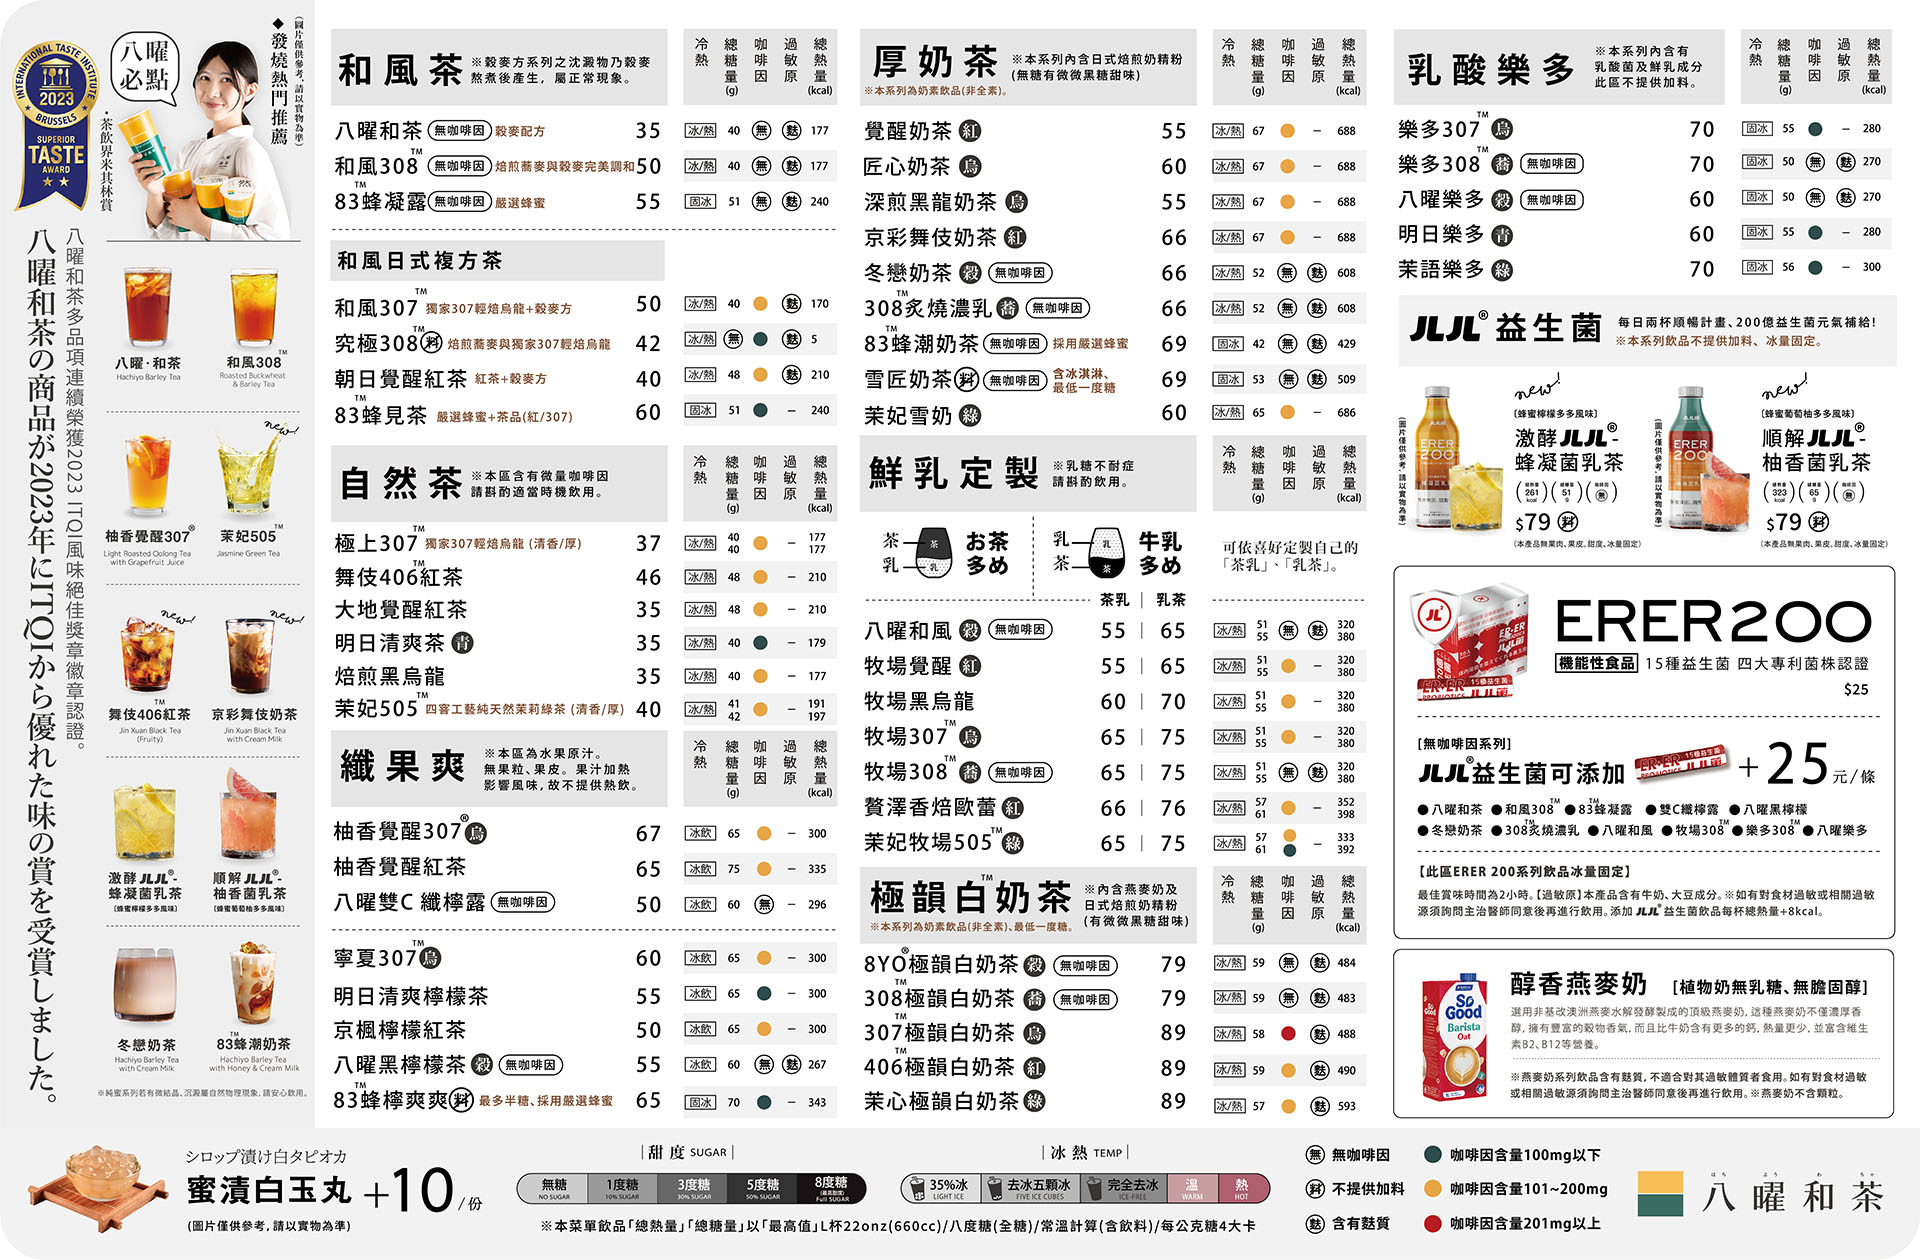 INTERNATIONAL TASTE INSTITUTE
2023
BRUSSELS
SUPERIOR
TASTE
AWARD
八曜
必點
◆發燒熱門推薦
(圖片僅供參考，請以實物為準)
・茶飲界米其林賞
八曜和茶多品項連續榮獲2023 ITQI風味絕佳獎章徽章認證。
八曜和茶の商品が2023年にITQIから優れた味の賞を受賞しました。
八曜・和茶
Hachiyo Barley Tea
和風308™
Roasted Buckwheat
& Barley Tea
new!
柚香覺醒307®
Light Roasted Oolong Tea
with Grapefruit Juice
茉妃505™
Jasmine Green Tea
new!
new!
舞伎406™紅茶
Jin Xuan Black Tea
(Fruity)
京彩舞伎奶茶
Jin Xuan Black Tea
with Cream Milk
激酵ЛLЛL®-
蜂凝菌乳茶
(蜂蜜檸檬多多風味)
順解ЛLЛL®-
柚香菌乳茶
(蜂蜜葡萄柚多多風味)
冬戀奶茶
Hachiyo Barley Tea
with Cream Milk
83™蜂潮奶茶
Hachiyo Barley Tea
with Honey & Cream Milk
※純蜜系列若有微結晶、沉澱屬自然物理現象，請安心飲用。
和風茶 ※穀麥方系列之沈澱物乃穀麥
熬煮後產生，屬正常現象。
冷熱 總糖量(g) 咖啡因 過敏原 總熱量(kcal)
八曜和茶 無咖啡因 穀麥配方 35 冰/熱 40 無 麩 177
和風308™ 無咖啡因 焙煎蕎麥與穀麥完美調和 50 冰/熱 40 無 麩 177
83™蜂凝露 無咖啡因 嚴選蜂蜜 55 固冰 51 無 麩 240
和風日式複方茶
和風307™ 獨家307輕焙烏龍+穀麥方 50 冰/熱 40 麩 170
究極308™ 料 焙煎蕎麥與獨家307輕焙烏龍 42 冰/熱 無 麩 5
朝日覺醒紅茶 紅茶+穀麥方 40 冰/熱 48 麩 210
83™蜂見茶 嚴選蜂蜜+茶品(紅/307) 60 固冰 51 – 240
自然茶 ※本區含有微量咖啡因
請斟酌適當時機飲用。
冷熱 總糖量(g) 咖啡因 過敏原 總熱量(kcal)
極上307™ 獨家307輕焙烏龍 (清香/厚) 37 冰/熱 40 40 – 177 177
舞伎406™紅茶 46 冰/熱 48 – 210
大地覺醒紅茶 35 冰/熱 48 – 210
明日清爽茶 青 35 冰/熱 40 – 179
焙煎黑烏龍 35 冰/熱 40 – 177
茉妃505™ 四窨工藝純天然茉莉綠茶 (清香/厚) 40 冰/熱 41 42 – 191 197
纖果爽 ※本區為水果原汁。
無果粒、果皮。果汁加熱
影響風味，故不提供熱飲。
冷熱 總糖量(g) 咖啡因 過敏原 總熱量(kcal)
柚香覺醒307® 烏 67 冰飲 65 – 300
柚香覺醒紅茶 65 冰飲 75 – 335
八曜雙C 纖檸露 無咖啡因 50 冰飲 60 無 – 296
寧夏307™ 烏 60 冰飲 65 – 300
明日清爽檸檬茶 55 冰飲 65 – 300
京楓檸檬紅茶 50 冰飲 65 – 300
八曜黑檸檬茶 穀 無咖啡因 55 冰飲 60 無 麩 267
83™蜂檸爽爽 料 最多半糖、採用嚴選蜂蜜 65 固冰 70 – 343
厚奶茶 ※本系列內含日式焙煎奶精粉
(無糖有微微黑糖甜味)
※本系列為奶素飲品(非全素)。
冷熱 總糖量(g) 咖啡因 過敏原 總熱量(kcal)
覺醒奶茶 紅 55 冰/熱 67 – 688
匠心奶茶 烏 60 冰/熱 67 – 688
深煎黑龍奶茶 烏 55 冰/熱 67 – 688
京彩舞伎奶茶 紅 66 冰/熱 67 – 688
冬戀奶茶 穀 無咖啡因 66 冰/熱 52 無 麩 608
308™炙燒濃乳 蕎 無咖啡因 66 冰/熱 52 無 麩 608
83™蜂潮奶茶 無咖啡因 採用嚴選蜂蜜 69 固冰 42 無 麩 429
雪匠奶茶 料 無咖啡因 含冰淇淋、
最低一度糖 69 固冰 53 無 麩 509
茉妃雪奶 綠 60 冰/熱 65 – 686
鮮乳定製 ※乳糖不耐症
請斟酌飲用。
冷熱 總糖量(g) 咖啡因 過敏原 總熱量(kcal)
茶 茶
乳 乳
お茶
多め
乳 乳
茶 茶
牛乳
多め
可依喜好定製自己的
「茶乳」、「乳茶」。
茶乳 | 乳茶
八曜和風 穀 無咖啡因 55 | 65 冰/熱 51 55 無 麩 320 380
牧場覺醒 紅 55 | 65 冰/熱 51 55 – 320 380
牧場黑烏龍 60 | 70 冰/熱 51 55 – 320 380
牧場307™ 烏 65 | 75 冰/熱 51 55 – 320 380
牧場308™ 蕎 無咖啡因 65 | 75 冰/熱 51 55 無 麩 320 380
贅澤香焙歐蕾 紅 66 | 76 冰/熱 57 61 – 352 398
茉妃牧場505™ 綠 65 | 75 冰/熱 57 61 – 333 392
極韻白™奶茶 ※內含燕麥奶及
日式焙煎奶精粉
(有微微黑糖甜味)
※本系列為奶素飲品(非全素)、最低一度糖。
冷熱 總糖量(g) 咖啡因 過敏原 總熱量(kcal)
8YO®極韻白奶茶 穀 無咖啡因 79 冰/熱 59 無 麩 484
308™極韻白奶茶 蕎 無咖啡因 79 冰/熱 59 無 麩 483
307™極韻白奶茶 烏 89 冰/熱 58 麩 488
406™極韻白奶茶 紅 89 冰/熱 59 麩 490
茉心極韻白奶茶 綠 89 冰/熱 57 麩 593
乳酸樂多 ※本系列內含有
乳酸菌及鮮乳成分
此區不提供加料。
冷熱 總糖量(g) 咖啡因 過敏原 總熱量(kcal)
樂多307™ 烏 70 固冰 55 – 280
樂多308™ 蕎 無咖啡因 70 固冰 50 無 麩 270
八曜樂多 穀 無咖啡因 60 固冰 50 無 麩 270
明日樂多 青 60 固冰 55 – 280
茉語樂多 綠 70 固冰 56 – 300
ЛLЛL®益生菌 每日兩杯順暢計畫、200億益生菌元氣補給!
※本系列飲品不提供加料、冰量固定。
(圖片僅供參考，請以實物為準)
ERER
200
new!
(蜂蜜檸檬多多風味)
激酵ЛLЛL®-
蜂凝菌乳茶
(總熱量 261 kcal) (總糖量 51 g) (咖啡因 無)
$79 料
(本產品無果肉、果皮。甜度、冰量固定)
(圖片僅供參考，請以實物為準)
ERER
200
new!
(蜂蜜葡萄柚多多風味)
順解ЛLЛL®-
柚香菌乳茶
(總熱量 323 kcal) (總糖量 65 g) (咖啡因 無)
$79 料
(本產品無果肉、果皮。甜度、冰量固定)
ERER200
機能性食品 15種益生菌 四大專利菌株認證
$25
[無咖啡因系列]
ЛLЛL®益生菌可添加 +25元/條
●八曜和茶 ●和風308™ ●83™蜂凝露 ●雙C纖檸露 ●八曜黑檸檬
●冬戀奶茶 ●308™炙燒濃乳 ●八曜和風 ●牧場308™ ●樂多308™ ●八曜樂多
【此區ERER 200系列飲品冰量固定】
最佳賞味時間為2小時。【過敏原】本產品含有牛奶、大豆成分。※如有對食材過敏或相關過敏
源須詢問主治醫師同意後再進行飲用。添加 ЛLЛL®益生菌飲品每杯總熱量+8kcal。
So
Good
Barista
Oat
醇香燕麥奶 [植物奶無乳糖、無膽固醇]
選用非基改澳洲燕麥水解發酵製成的頂級燕麥奶，這種燕麥奶不僅濃厚香
醇，擁有豐富的穀物香氣，而且比牛奶含有更多的鈣，熱量更少，並富含維生
素B2、B12等營養。
※燕麥奶系列飲品含有麩質，不適合對其過敏體質者食用。如有對食材過敏
或相關過敏源須詢問主治醫師同意後再進行飲用。※燕麥奶不含顆粒。
シロップ漬け白タピオカ
蜜漬白玉丸 +10/份
(圖片僅供參考，請以實物為準)
|甜度 SUGAR|
無糖 NO SUGAR 1度糖 10% SUGAR 3度糖 30% SUGAR 5度糖 50% SUGAR 8度糖 (最高甜度) Full SUGAR
|冰熱 TEMP|
35%冰 LIGHT ICE 去冰五顆冰 FIVE ICE CUBES 完全去冰 ICE-FREE 溫 WARM 熱 HOT
※本菜單飲品「總熱量」「總糖量」以「最高值」L杯22onz(660cc)/八度糖(全糖)/常溫計算(含飲料)/每公克糖4大卡
無 無咖啡因
料 不提供加料
麩 含有麩質
咖啡因含量100mg以下
咖啡因含量101~200mg
咖啡因含量201mg以上
はち よう わ ちゃ
八曜和茶